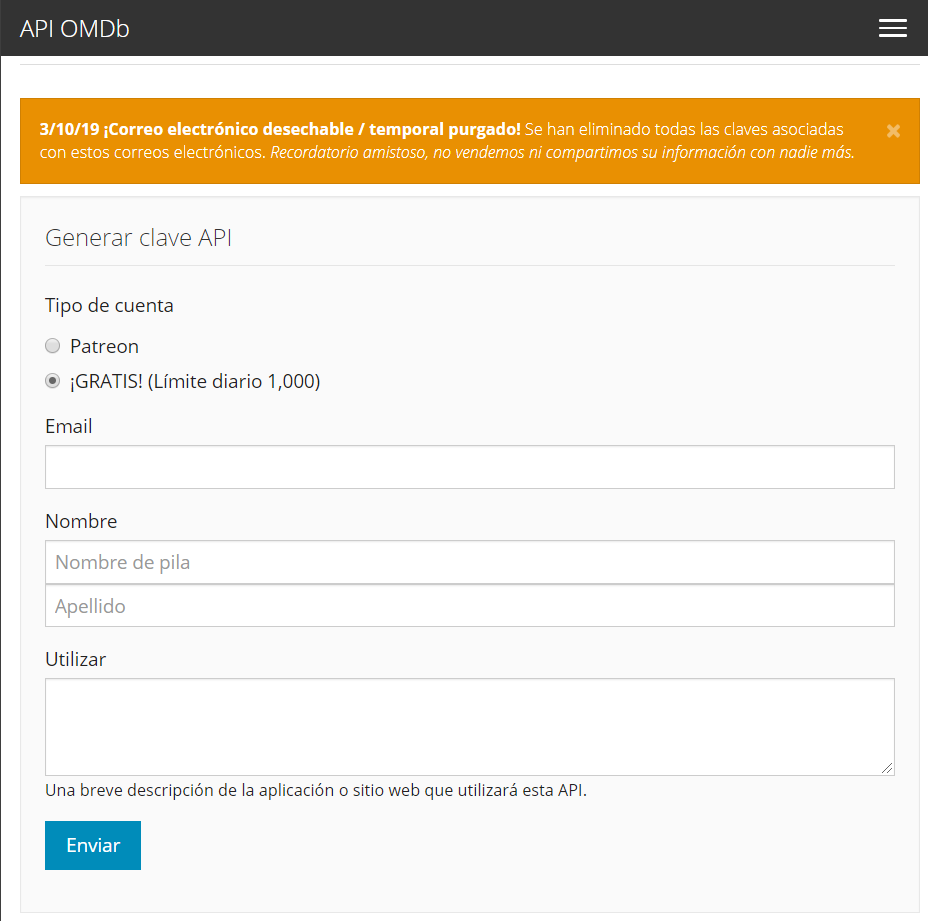 API OMDb
3/10/19 ¡Correo electrónico desechable / temporal purgado! Se han eliminado todas las claves asociadas
con estos correos electrónicos. Recordatorio amistoso, no vendemos ni compartimos su información con nadie más.
Generar clave API
Tipo de cuenta
Patreon
¡GRATIS! (Límite diario 1,000)
Email
Nombre
Nombre de pila
Apellido
Utilizar
Una breve descripción de la aplicación o sitio web que utilizará esta API.
Enviar